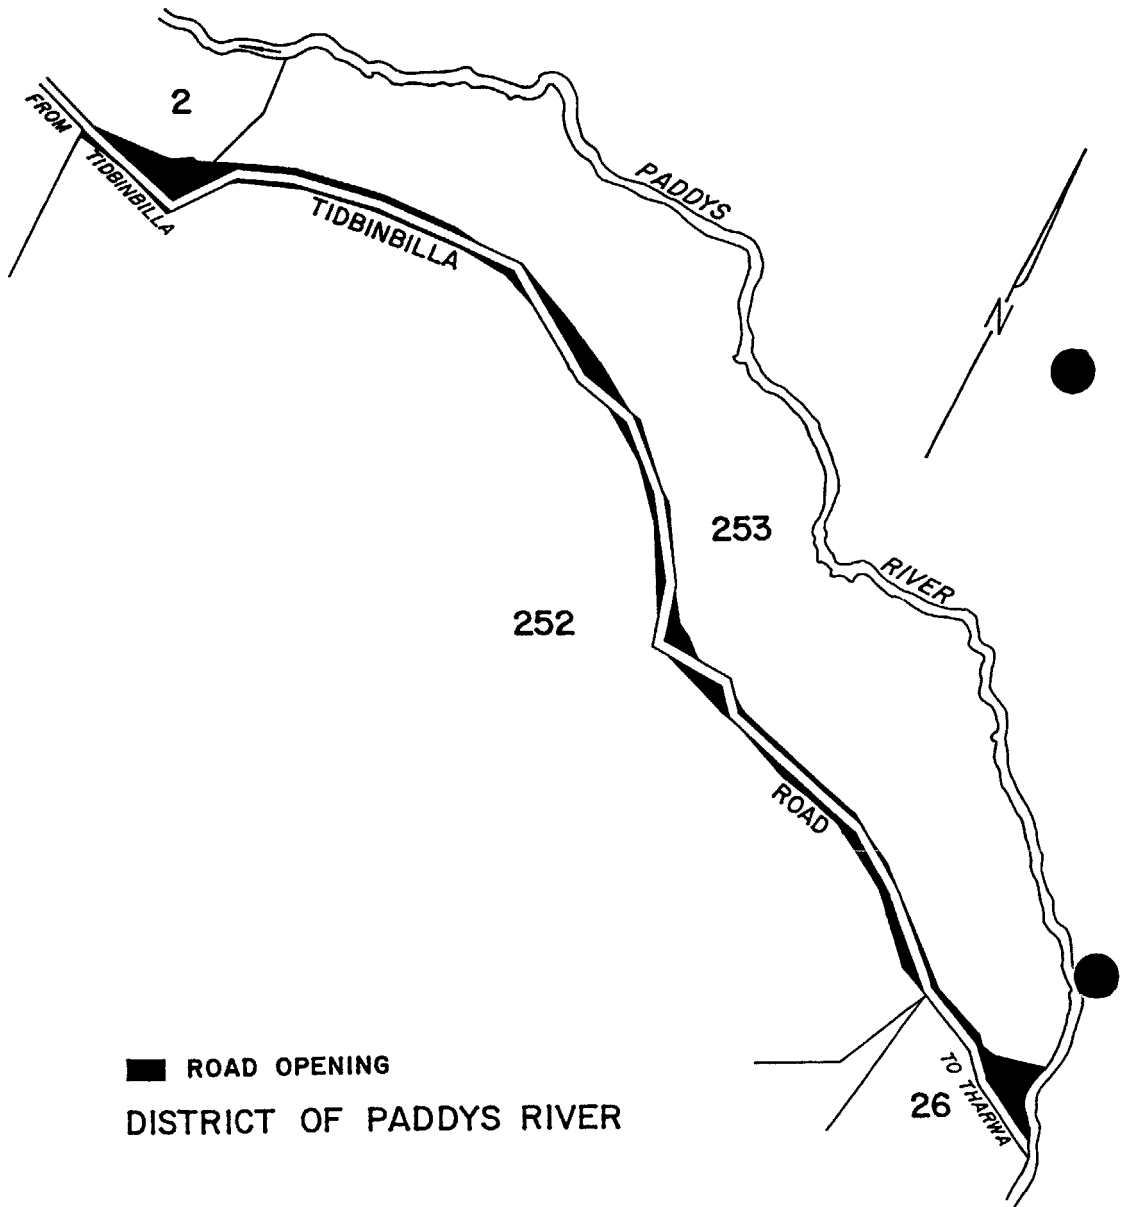 2
FROM
TIDBINBILLA
TIDBINBILLA
PADDYS
N
253
RIVER
252
ROAD
TO THARWA
26
ROAD OPENING
DISTRICT OF PADDYS RIVER